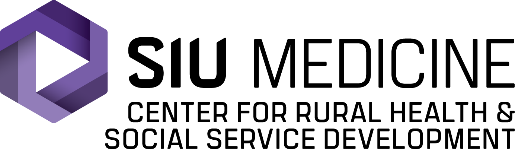 SIU MEDICINE
CENTER FOR RURAL HEALTH &
SOCIAL SERVICE DEVELOPMENT